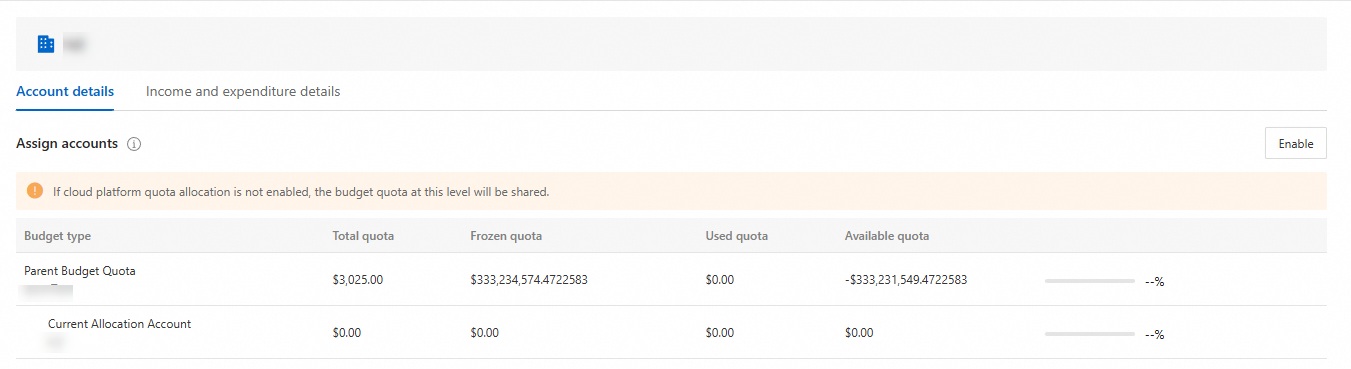 Account details Income and expenditure details
Assign accounts
Enable
If cloud platform quota allocation is not enabled, the budget quota at this level will be shared.
Budget type Total quota Frozen quota Used quota Available quota
Parent Budget Quota $3,025.00 $333,234,574.4722583 $0.00 -$333,231,549.4722583 --%
Current Allocation Account $0.00 $0.00 $0.00 $0.00 --%